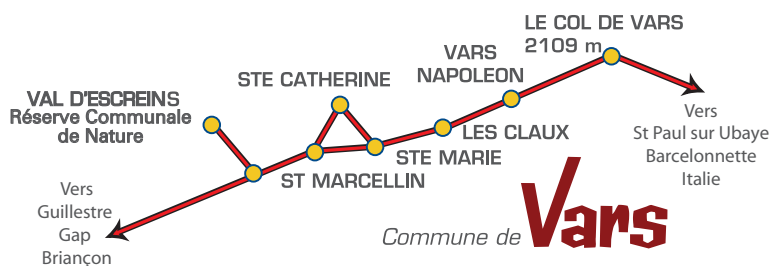 LE COL DE VARS
2109 m
VARS
NAPOLEON
STE CATHERINE
VAL D'ESCREINS
Réserve Communale
de Nature
LES CLAUX
STE MARIE
ST MARCELLIN
Vers
St Paul sur Ubaye
Barcelonnette
Italie
Vers
Guillestre
Gap
Briançon
Commune de Vars